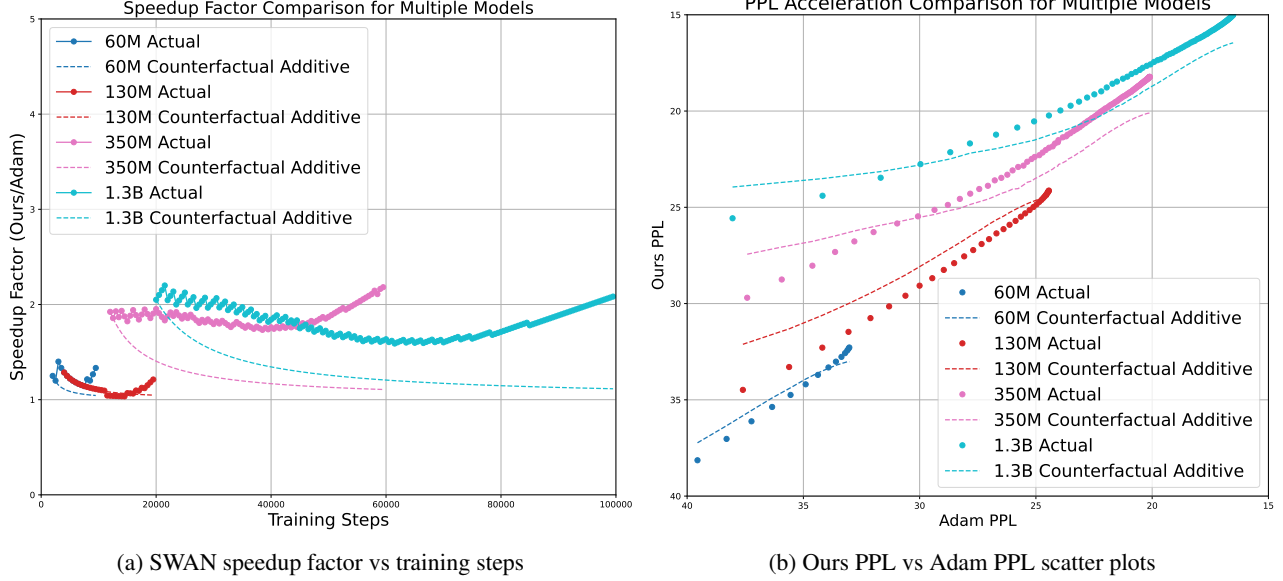 Speedup Factor Comparison for Multiple Models
5
4
3
2
1
0
Speedup Factor (Ours/Adam)
60M Actual
60M Counterfactual Additive
130M Actual
130M Counterfactual Additive
350M Actual
350M Counterfactual Additive
1.3B Actual
1.3B Counterfactual Additive
0
20000
40000
60000
80000
100000
Training Steps
(a) SWAN speedup factor vs training steps
PPL Acceleration Comparison for Multiple Models
15
20
25
30
35
40
Ours PPL
60M Actual
60M Counterfactual Additive
130M Actual
130M Counterfactual Additive
350M Actual
350M Counterfactual Additive
1.3B Actual
1.3B Counterfactual Additive
40
35
30
25
20
15
Adam PPL
(b) Ours PPL vs Adam PPL scatter plots